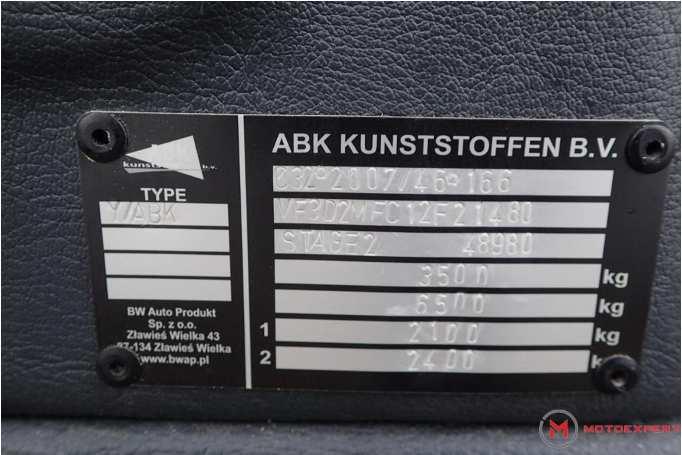 kunststoffen b.v.
TYPE
Y/ABK
BW Auto Produkt
Sp. z o.o.
Zławieś Wielka 43
87-134 Zławieś Wielka
www.bwap.pl
ABK KUNSTSTOFFEN B.V.
032*2007/46*166
VF3D2MFC12F21480
STAGE2 48980
3500 kg
6500 kg
1 2100 kg
2 2400
MOTOEXPERT